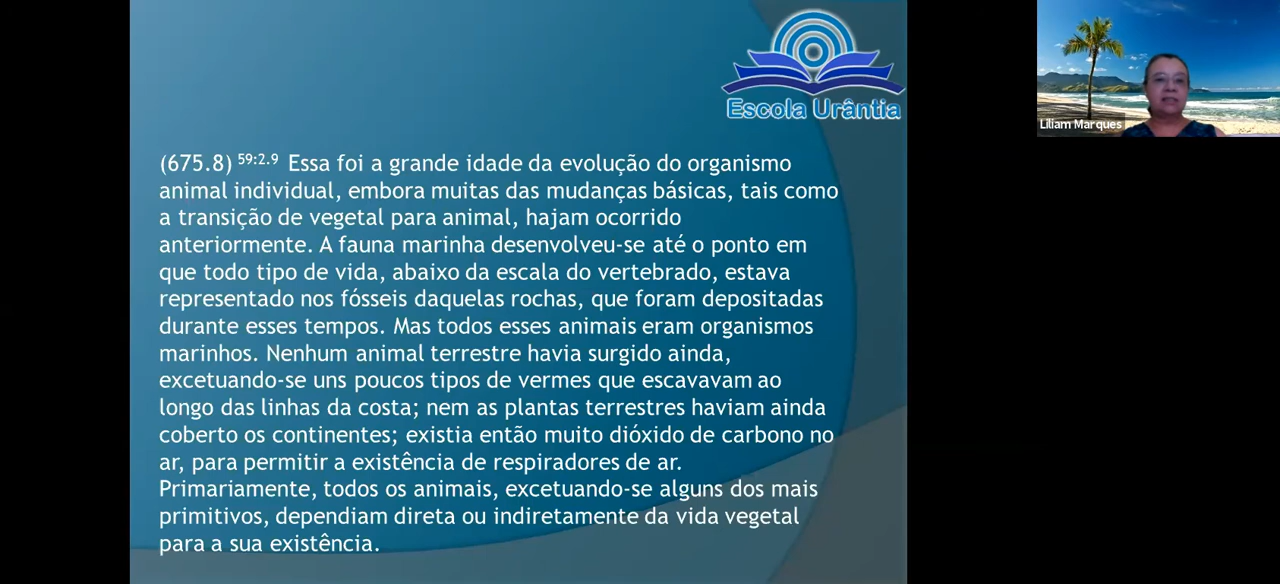 Escola Urântia
Liliam Marques
(675.8) 59:2.9 Essa foi a grande idade da evolução do organismo
animal individual, embora muitas das mudanças básicas, tais como
a transição de vegetal para animal, hajam ocorrido
anteriormente. A fauna marinha desenvolveu-se até o ponto em
que todo tipo de vida, abaixo da escala do vertebrado, estava
representado nos fósseis daquelas rochas, que foram depositadas
durante esses tempos. Mas todos esses animais eram organismos
marinhos. Nenhum animal terrestre havia surgido ainda,
excetuando-se uns poucos tipos de vermes que escavavam ao
longo das linhas da costa; nem as plantas terrestres haviam ainda
coberto os continentes; existia então muito dióxido de carbono no
ar, para permitir a existência de respiradores de ar.
Primariamente, todos os animais, excetuando-se alguns dos mais
primitivos, dependiam direta ou indiretamente da vida vegetal
para a sua existência.